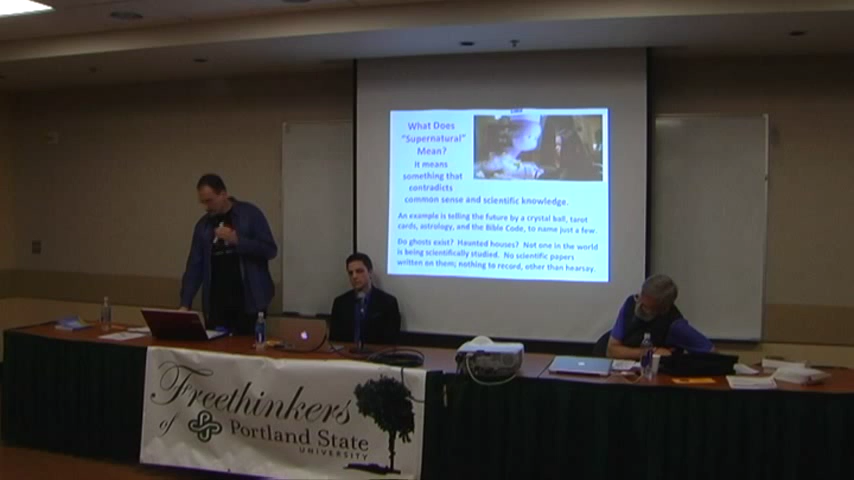 What Does
"Supernatural"
Mean?
It means
something that
contradicts
common sense and scientific knowledge.
An example is telling the future by a crystal ball, tarot
cards, astrology, and the Bible Code, to name just a few.
Do ghosts exist? Haunted houses? Not one in the world
is being scientifically studied. No scientific papers
written on them; nothing to record, other than hearsay.
Freethinkers
of Portland State
UNIVERSITY